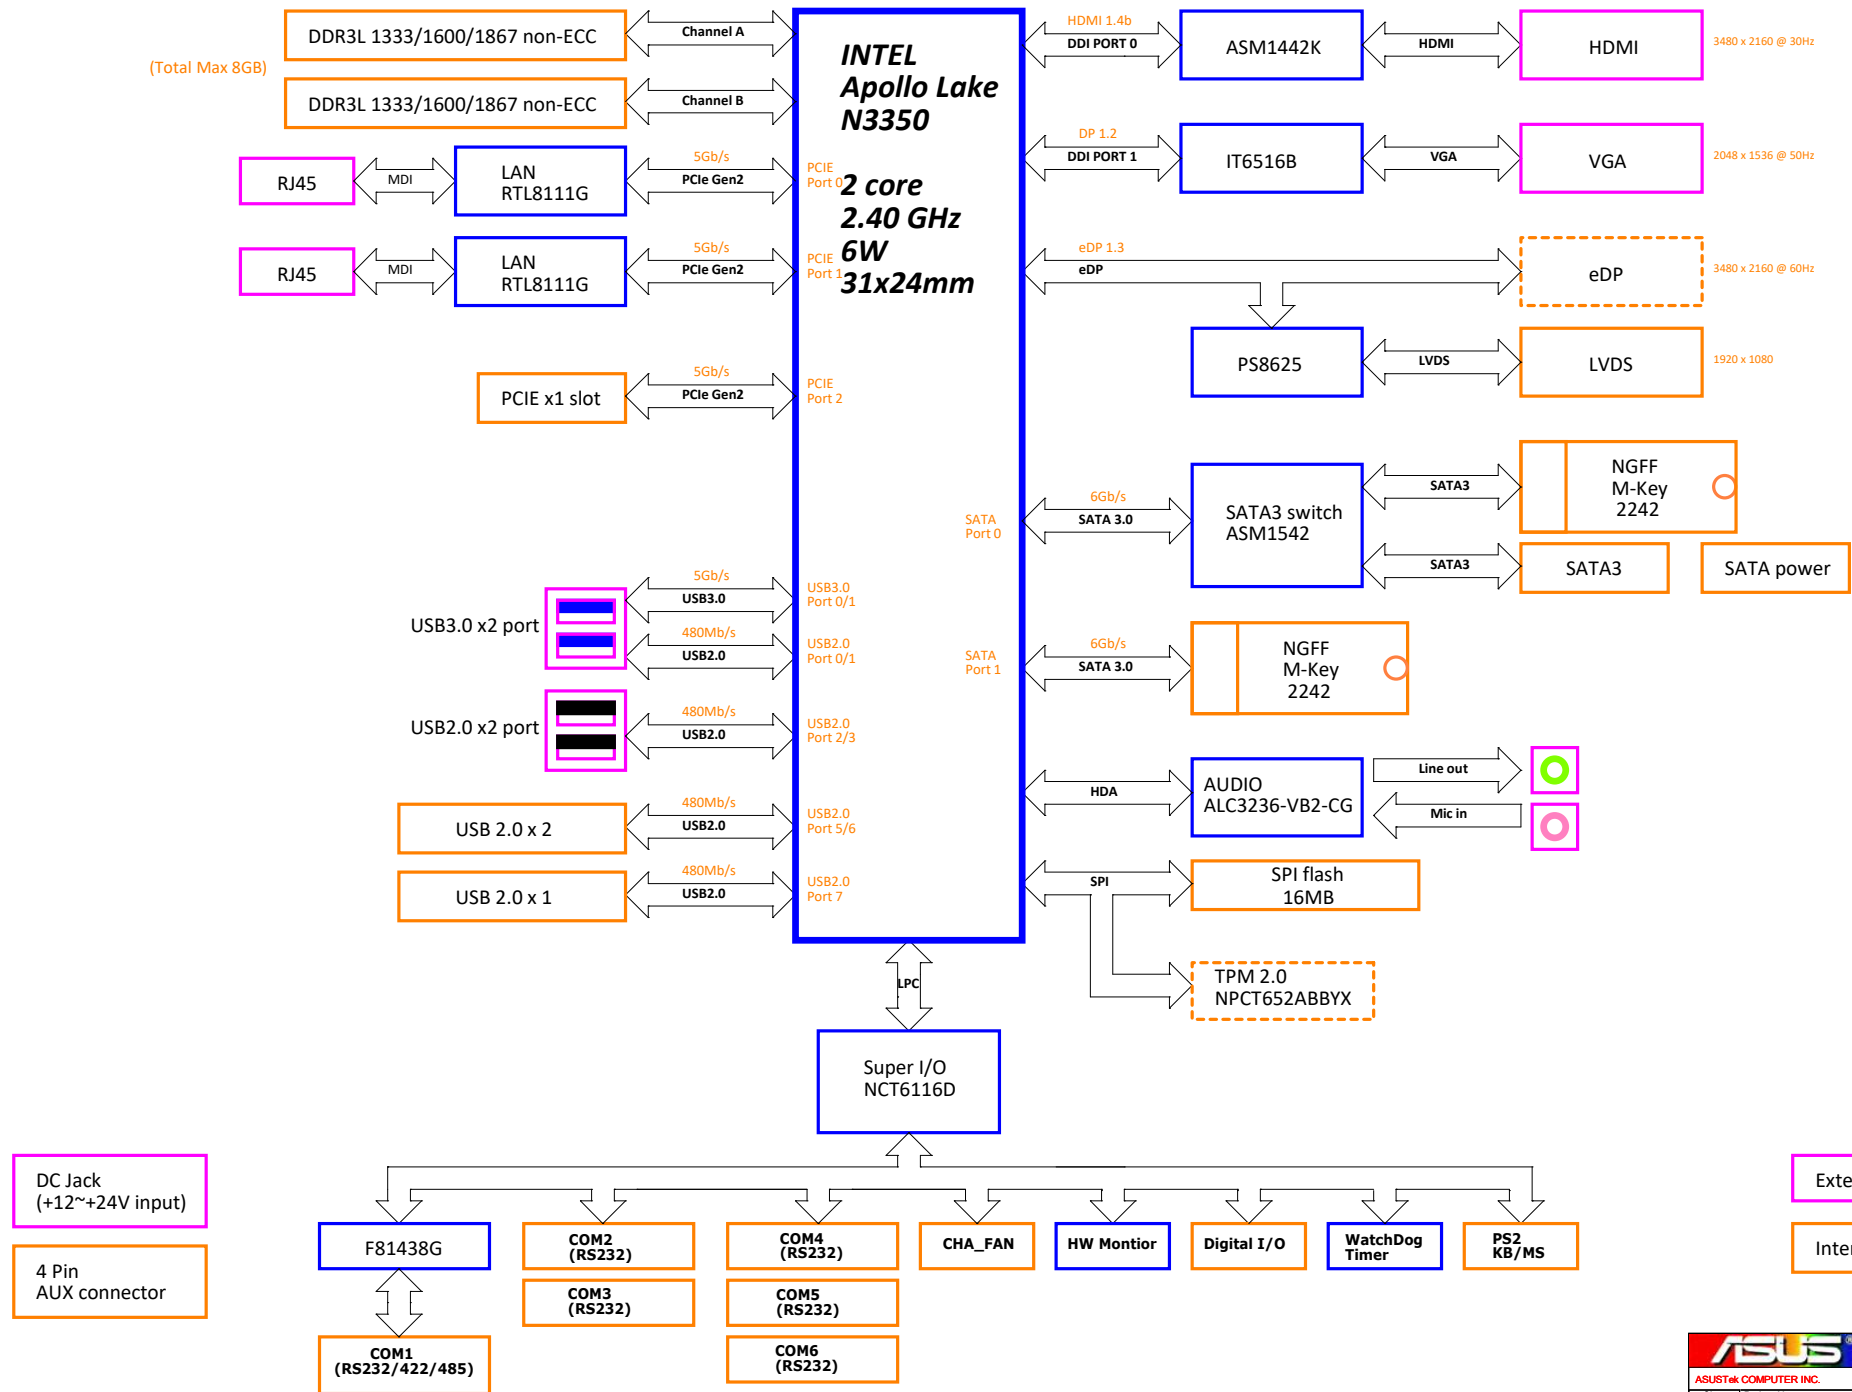 DDR3L 1333/1600/1867 non-ECC
Channel A
(Total Max 8GB)
DDR3L 1333/1600/1867 non-ECC
Channel B
INTEL
Apollo Lake
N3350
2 core
2.40 GHz
6W
31x24mm
HDMI 1.4b
DDI PORT 0
ASM1442K
HDMI
HDMI
3480 x 2160 @ 30Hz
DP 1.2
DDI PORT 1
IT6516B
VGA
VGA
2048 x 1536 @ 50Hz
RJ45
MDI
LAN
RTL8111G
5Gb/s
PCIe Gen2
PCIE
Port 0
RJ45
MDI
LAN
RTL8111G
5Gb/s
PCIe Gen2
PCIE
Port 1
eDP 1.3
eDP
eDP
3480 x 2160 @ 60Hz
PS8625
LVDS
LVDS
1920 x 1080
PCIE x1 slot
5Gb/s
PCIe Gen2
PCIE
Port 2
SATA
Port 0
6Gb/s
SATA 3.0
SATA3 switch
ASM1542
SATA3
NGFF
M-Key
2242
SATA3
SATA3
SATA power
USB3.0 x2 port
5Gb/s
USB3.0
USB3.0
Port 0/1
480Mb/s
USB2.0
USB2.0
Port 0/1
SATA
Port 1
6Gb/s
SATA 3.0
NGFF
M-Key
2242
USB2.0 x2 port
480Mb/s
USB2.0
USB2.0
Port 2/3
HDA
AUDIO
ALC3236-VB2-CG
Line out
Mic in
USB 2.0 x 2
480Mb/s
USB2.0
USB2.0
Port 5/6
USB 2.0 x 1
480Mb/s
USB2.0
USB2.0
Port 7
SPI
SPI flash
16MB
TPM 2.0
NPCT652ABBYX
LPC
Super I/O
NCT6116D
DC Jack
(+12~+24V input)
4 Pin
AUX connector
F81438G
COM1
(RS232/422/485)
COM2
(RS232)
COM3
(RS232)
COM4
(RS232)
COM5
(RS232)
COM6
(RS232)
CHA_FAN
HW Montior
Digital I/O
WatchDog
Timer
PS2
KB/MS
Exte
Inter
ASUS
ASUSTek COMPUTER INC.